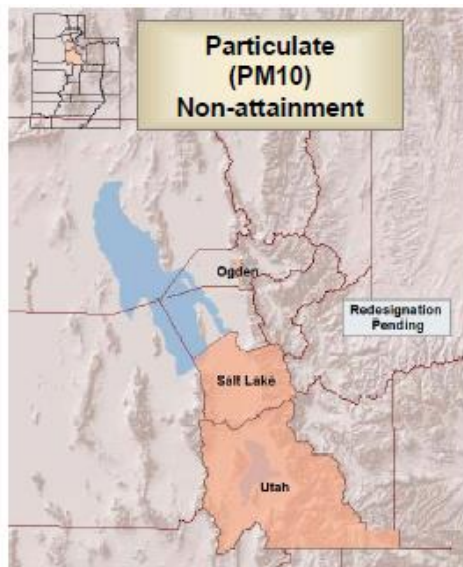 Particulate
(PM10)
Non-attainment
Ogden
Redesignation
Pending
Salt Lake
Utah